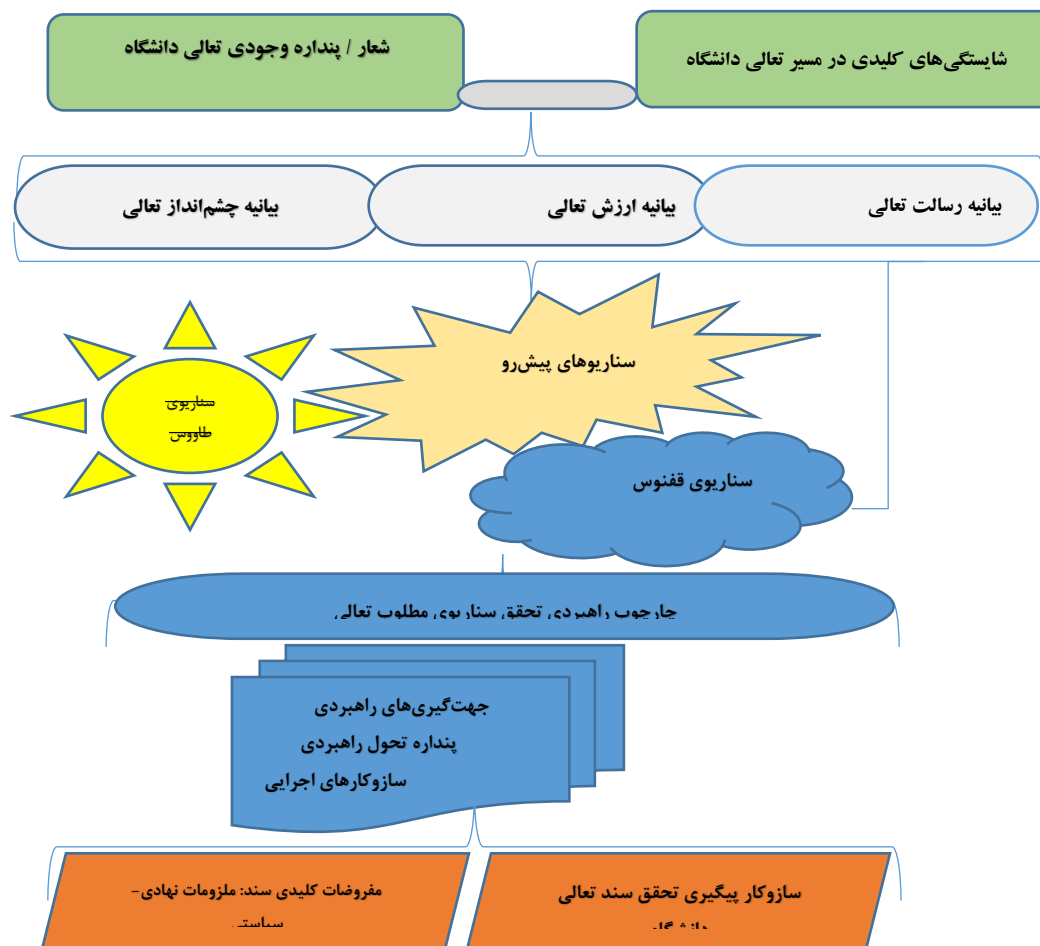 شایستگی‌های کلیدی در مسیر تعالی دانشگاه
شعار / پنداره وجودی تعالی دانشگاه
بیانیه رسالت تعالی
بیانیه ارزش تعالی
بیانیه چشم‌انداز تعالی
سناریوهای پیش‌رو
سناریوی
طاووس
سناریوی ققنوس
چارچوب راهبردی تحقق سناریوی مطلوب تعالی
جهت‌گیری‌های راهبردی
پنداره تحول راهبردی
سازوکارهای اجرایی
سازوکار پیگیری تحقق سند تعالی
دانشگاه
مفروضات کلیدی سند: ملزومات نهادی-
سیاستی